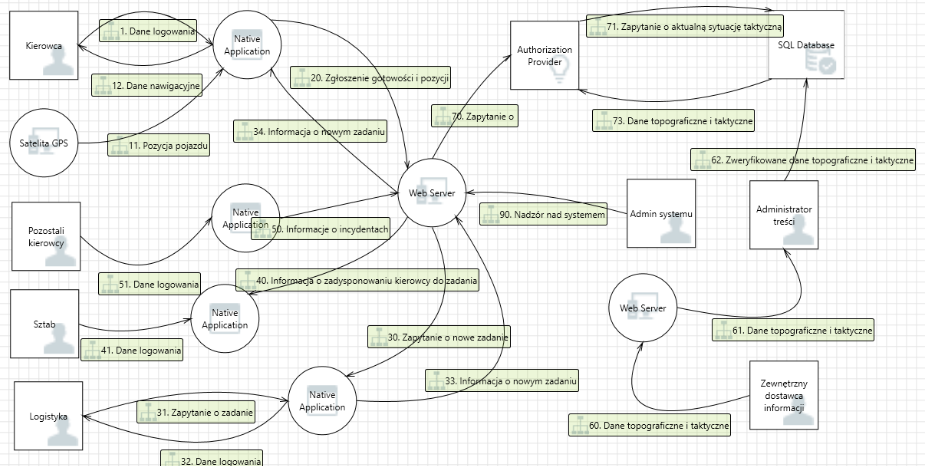 Kierowca
1. Dane logowania
Native
Application
71. Zapytanie o aktualną sytuację taktyczną
Authorization
Provider
SQL Database
12. Dane nawigacyjne
20. Zgłoszenie gotowości i pozycji
70. Zapytanie o
73. Dane topograficzne i taktyczne
34. Informacja o nowym zadaniu
Satelita GPS
11. Pozycja pojazdu
62. Zweryfikowane dane topograficzne i taktyczne
Web Server
90. Nadzór nad systemem
Admin systemu
Administrator
treści
Pozostali
kierowcy
Native
Application
50. Informacje o incydentach
51. Dane logowania
40. Informacja o zadysponowaniu kierowcy do zadania
Sztab
Native
Application
Web Server
41. Dane logowania
30. Zapytanie o nowe zadanie
61. Dane topograficzne i taktyczne
33. Informacja o nowym zadaniu
Logistyka
31. Zapytanie o zadanie
Native
Application
Zewnętrzny
dostawca
informacji
60. Dane topograficzne i taktyczne
32. Dane logowania